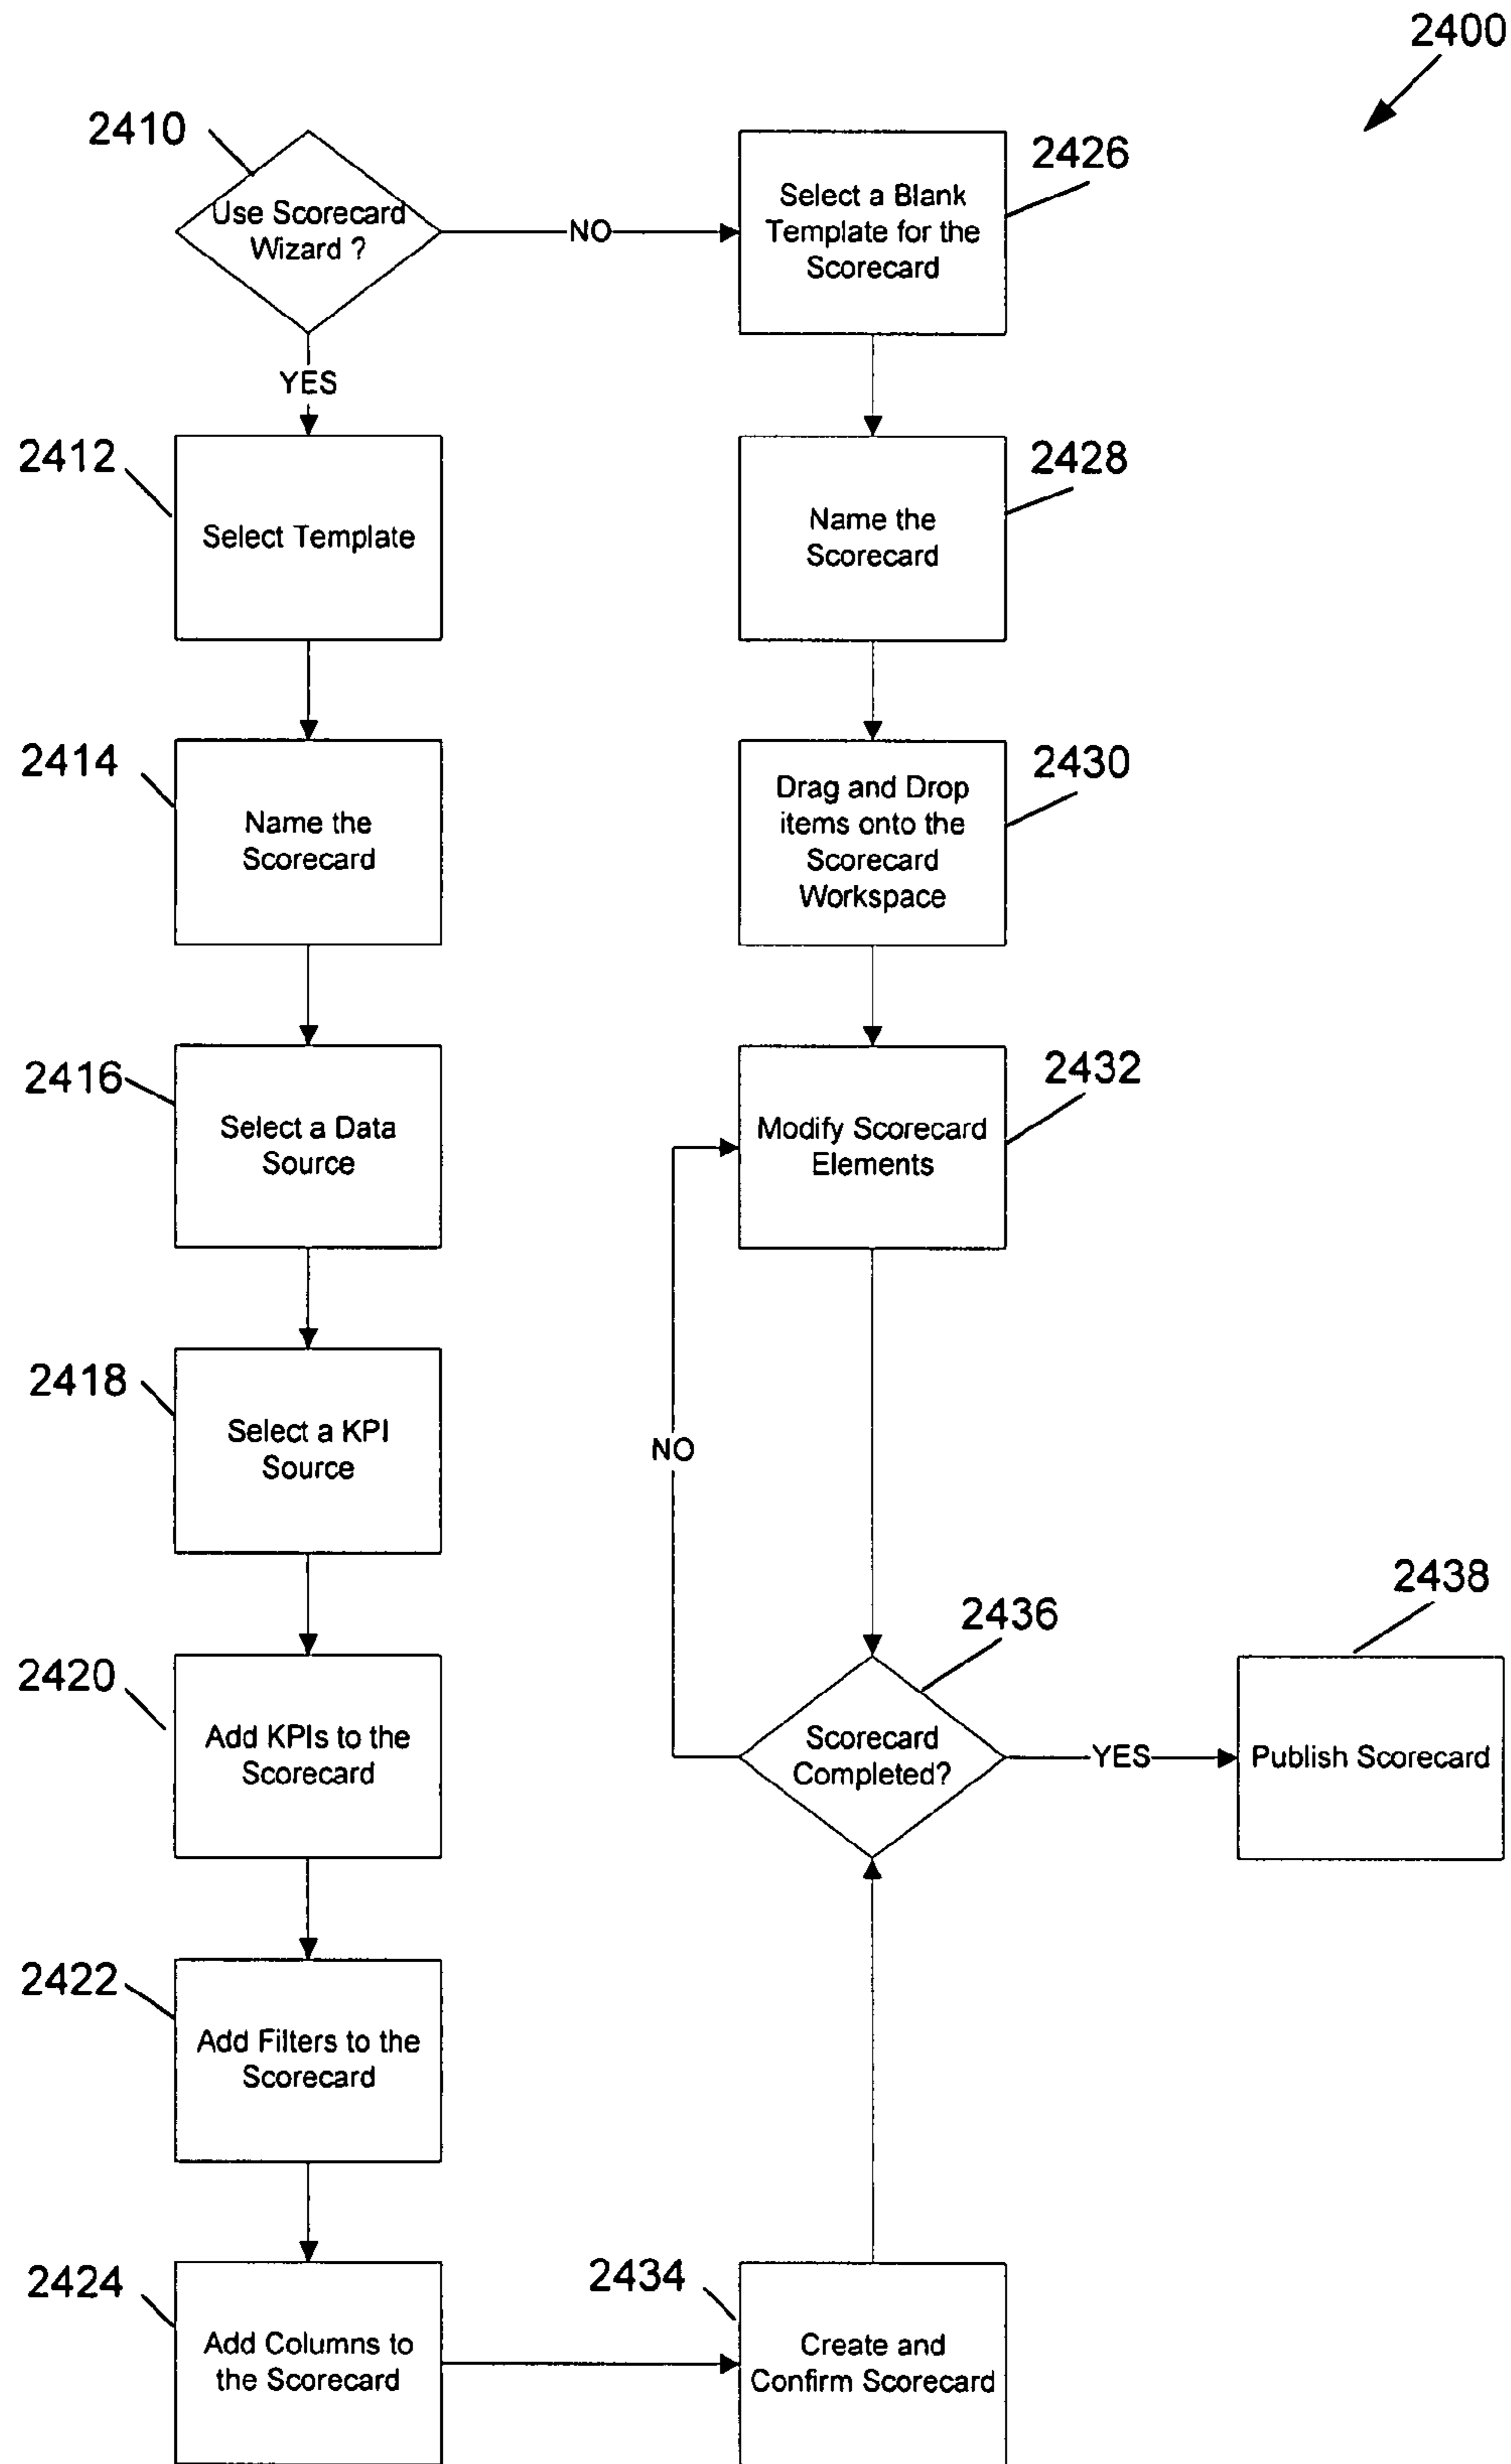 2400
2410
Use Scorecard
Wizard ?
NO
2426
Select a Blank
Template for the
Scorecard
YES
2412
Select Template
2428
Name the
Scorecard
2414
Name the
Scorecard
2430
Drag and Drop
items onto the
Scorecard
Workspace
2416
Select a Data
Source
2432
Modify Scorecard
Elements
2418
Select a KPI
Source
NO
2420
Add KPIs to the
Scorecard
2436
Scorecard
Completed?
YES
2438
Publish Scorecard
2422
Add Filters to the
Scorecard
2424
Add Columns to
the Scorecard
2434
Create and
Confirm Scorecard